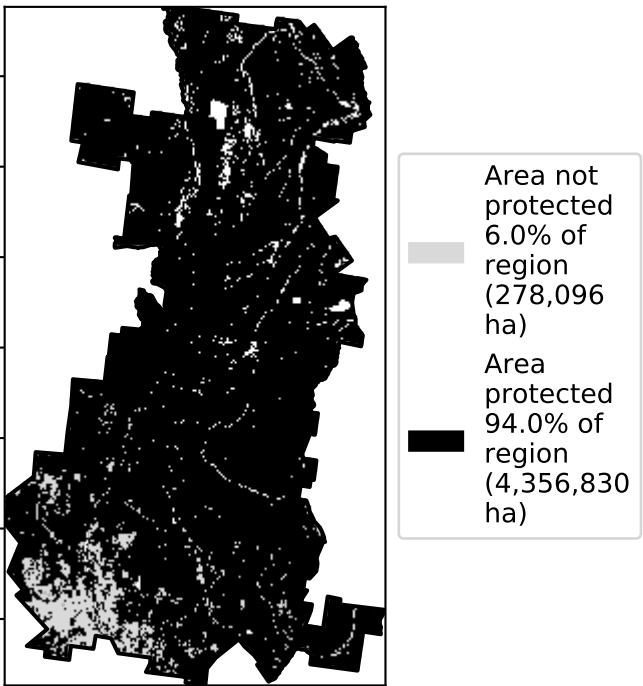 Area not
protected
6.0% of
region
(278,096
ha)
Area
protected
94.0% of
region
(4,356,830
ha)